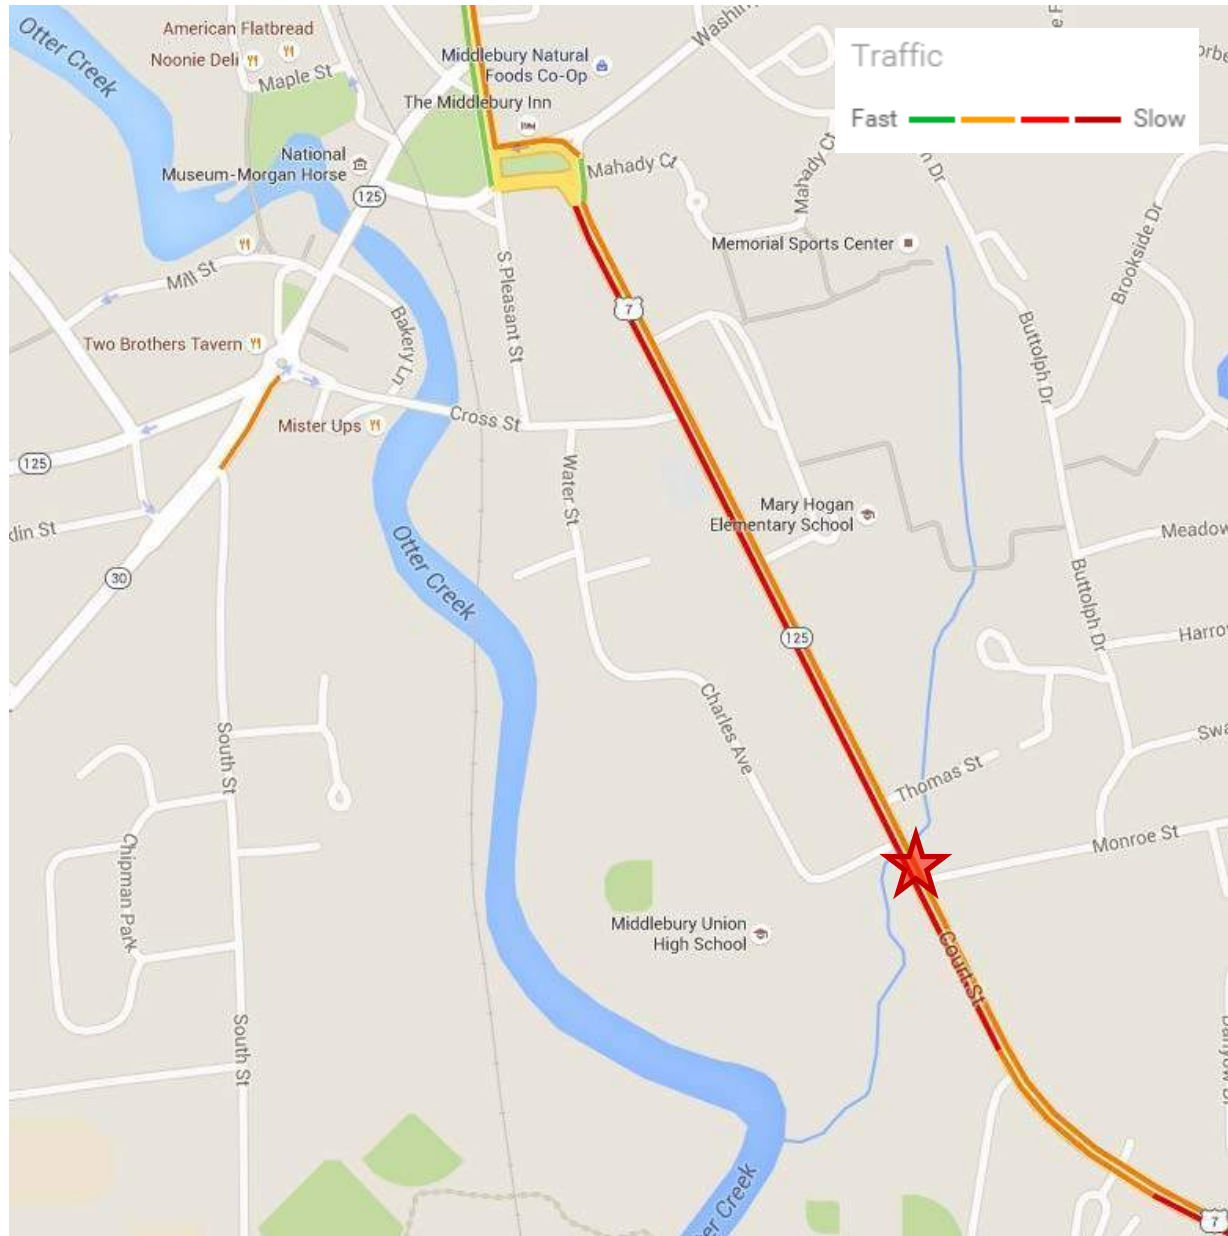 Otter Creek
American Flatbread
Noonie Deli
Maple St
Middlebury Natural
Foods Co-Op
The Middlebury Inn
Traffic
Fast
Slow
National
Museum-Morgan Horse
125
Mahady Ct
Mahady Ct
Memorial Sports Center
Brookside Dr
Mill St
S Pleasant St
7
Bakery Ln
Buttolph Dr
Two Brothers Tavern
Mister Ups
Cross St
125
Water St
Mary Hogan
Elementary School
Meadow
klin St
Otter Creek
30
Buttolph Dr
125
Harro
Charles Ave
South St
Swa
Thomas St
Monroe St
Chipman Park
Middlebury Union
High School
Court St
South St
7